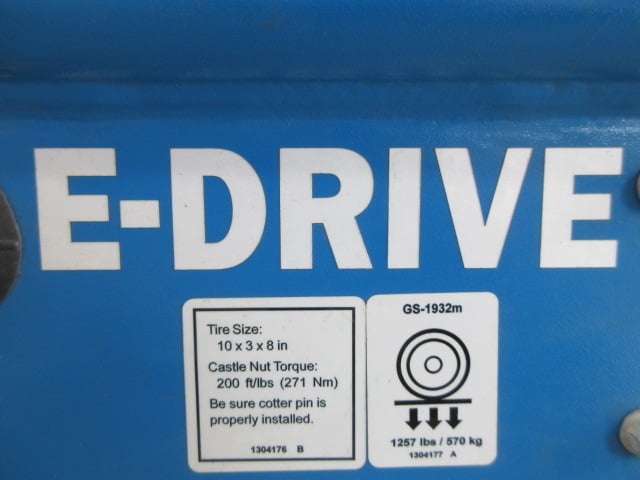 E-DRIVE
Tire Size:
10 x 3 x 8 in
Castle Nut Torque:
200 ft/lbs (271 Nm)
Be sure cotter pin is
properly installed.
1304176 B
GS-1932m
1257 lbs / 570 kg
1304177 A